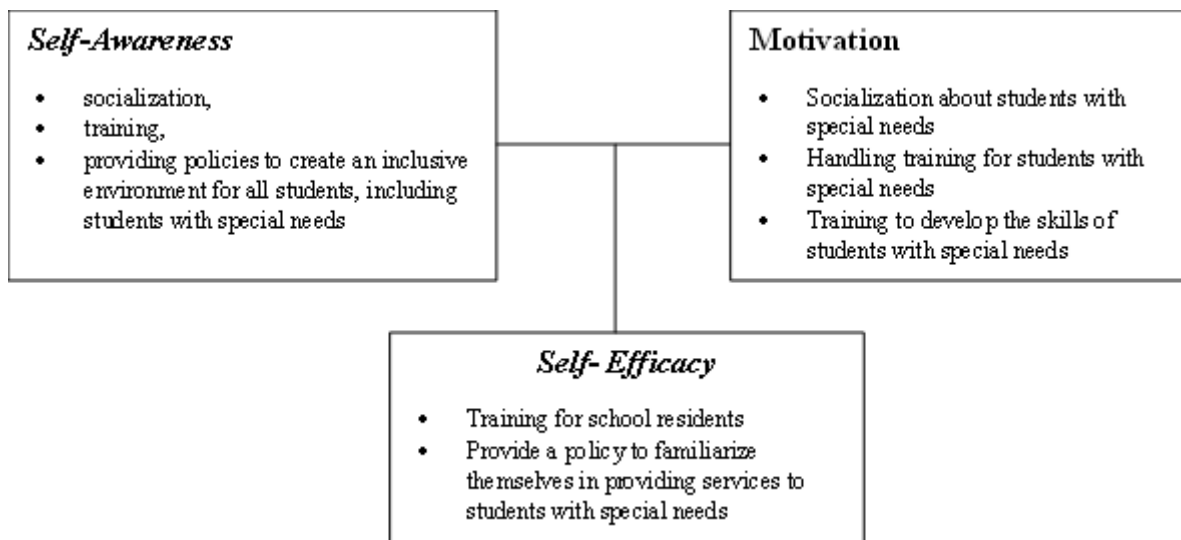 Self-Awareness
• socialization,
• training,
• providing policies to create an inclusive
environment for all students, including
students with special needs
Motivation
• Socialization about students with
special needs
• Handling training for students with
special needs
• Training to develop the skills of
students with special needs
Self- Efficacy
• Training for school residents
• Provide a policy to familiarize
themselves in providing services to
students with special needs